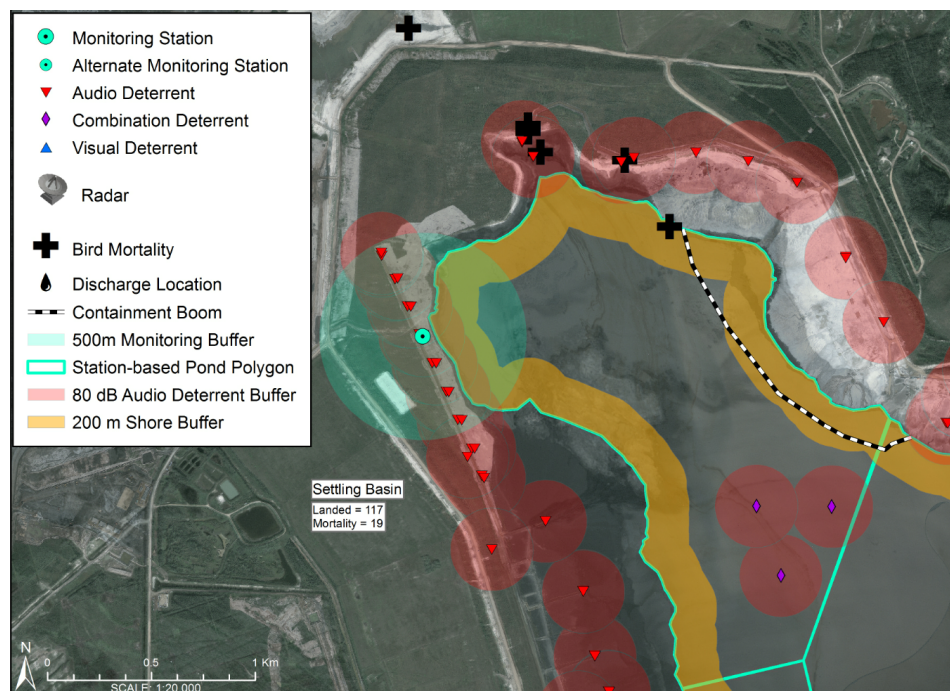 Monitoring Station
Alternate Monitoring Station
Audio Deterrent
Combination Deterrent
Visual Deterrent
Radar
Bird Mortality
Discharge Location
Containment Boom
500m Monitoring Buffer
Station-based Pond Polygon
80 dB Audio Deterrent Buffer
200 m Shore Buffer
Settling Basin
Landed = 117
Mortality = 19
N
0 0.5 1 Km
SCALE: 1:20,000